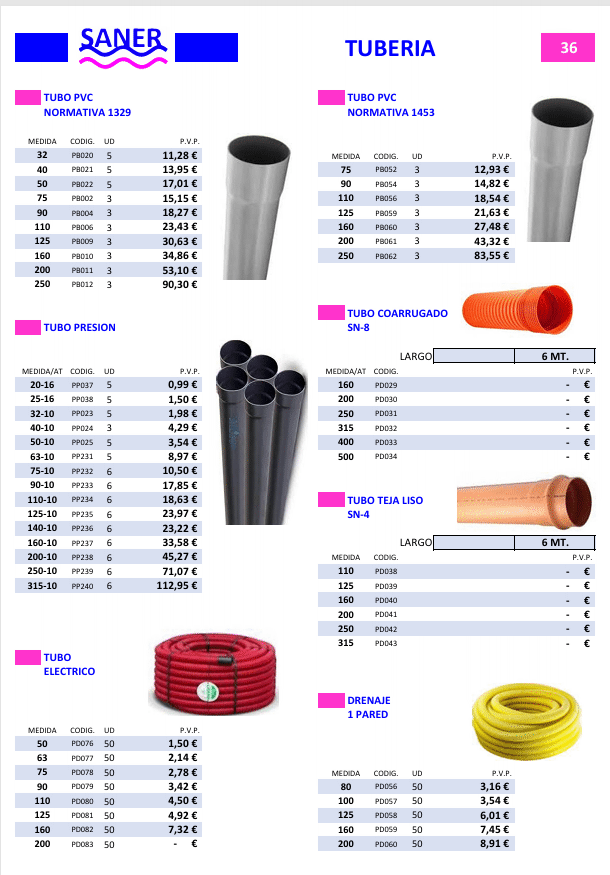 SANER
TUBERIA
36
TUBO PVC
NORMATIVA 1329
MEDIDA CODIG. UD P.V.P.
32 PB020 5 11,28 €
40 PB021 5 13,95 €
50 PB022 5 17,01 €
75 PB002 3 15,15 €
90 PB004 3 18,27 €
110 PB006 3 23,43 €
125 PB009 3 30,63 €
160 PB010 3 34,86 €
200 PB011 3 53,10 €
250 PB012 3 90,30 €
TUBO PRESION
MEDIDA/AT CODIG. UD P.V.P.
20-16 PP037 5 0,99 €
25-16 PP038 5 1,50 €
32-10 PP023 5 1,98 €
40-10 PP024 3 4,29 €
50-10 PP025 5 3,54 €
63-10 PP231 5 8,97 €
75-10 PP232 6 10,50 €
90-10 PP233 6 17,85 €
110-10 PP234 6 18,63 €
125-10 PP235 6 23,97 €
140-10 PP236 6 23,22 €
160-10 PP237 6 33,58 €
200-10 PP238 6 45,27 €
250-10 PP239 6 71,07 €
315-10 PP240 6 112,95 €
TUBO
ELECTRICO
MEDIDA CODIG. UD P.V.P.
50 PD076 50 1,50 €
63 PD077 50 2,14 €
75 PD078 50 2,78 €
90 PD079 50 3,42 €
110 PD080 50 4,50 €
125 PD081 50 4,92 €
160 PD082 50 7,32 €
200 PD083 50 - €
TUBO PVC
NORMATIVA 1453
MEDIDA CODIG. UD P.V.P.
75 PB052 3 12,93 €
90 PB054 3 14,82 €
110 PB056 3 18,54 €
125 PB059 3 21,63 €
160 PB060 3 27,48 €
200 PB061 3 43,32 €
250 PB062 3 83,55 €
TUBO COARRUGADO
SN-8
LARGO 6 MT.
MEDIDA/AT CODIG. P.V.P.
160 PD029 - €
200 PD030 - €
250 PD031 - €
315 PD032 - €
400 PD033 - €
500 PD034 - €
TUBO TEJA LISO
SN-4
LARGO 6 MT.
MEDIDA CODIG. P.V.P.
110 PD038 - €
125 PD039 - €
160 PD040 - €
200 PD041 - €
250 PD042 - €
315 PD043 - €
DRENAJE
1 PARED
MEDIDA CODIG. UD P.V.P.
80 PD056 50 3,16 €
100 PD057 50 3,54 €
125 PD058 50 6,01 €
160 PD059 50 7,45 €
200 PD060 50 8,91 €